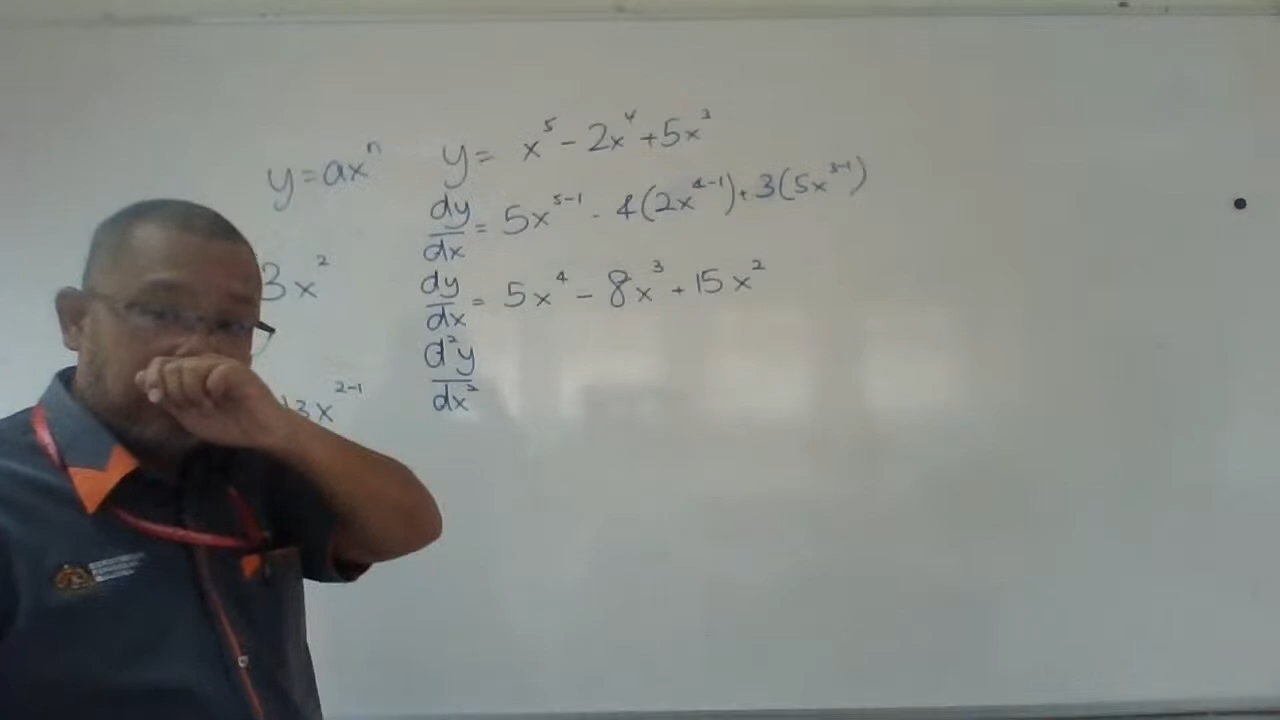 y = axⁿ
3x²
13x²⁻¹
y = x⁵ - 2x⁴ + 5x³
dy/dx = 5x⁵⁻¹ - 4(2x⁴⁻¹) + 3(5x³⁻¹)
dy/dx = 5x⁴ - 8x³ + 15x²
d²y/dx²